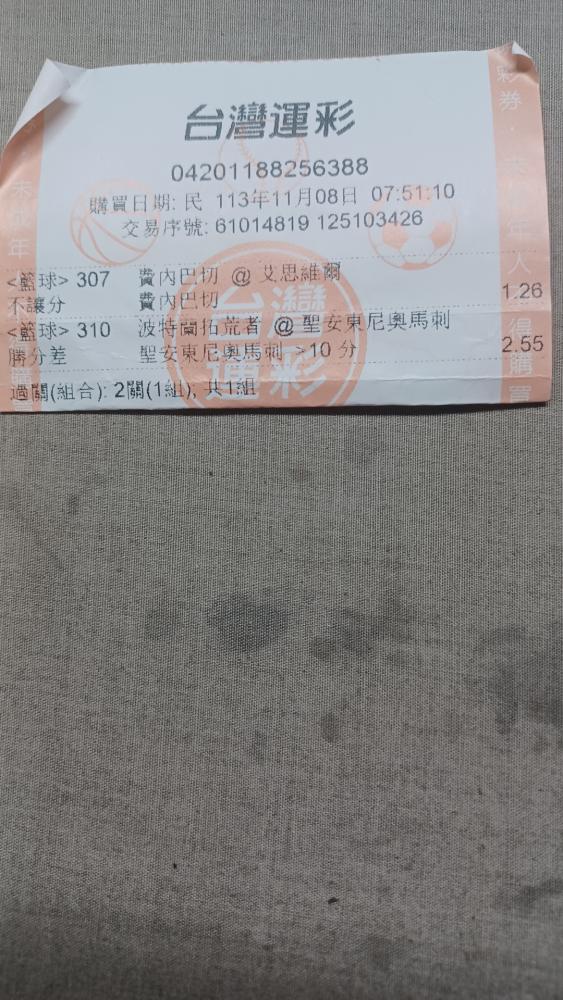 台灣運彩
04201188256388
購買日期: 民 113年11月08日 07:51:10
交易序號: 61014819 125103426
<籃球> 307 費內巴切 @ 艾思維爾
不讓分 費內巴切 1.26
<籃球> 310 波特蘭拓荒者 @ 聖安東尼奧馬刺
勝分差 聖安東尼奧馬刺 >10 分 2.55
過關(組合): 2關(1組), 共1組
台灣
運彩